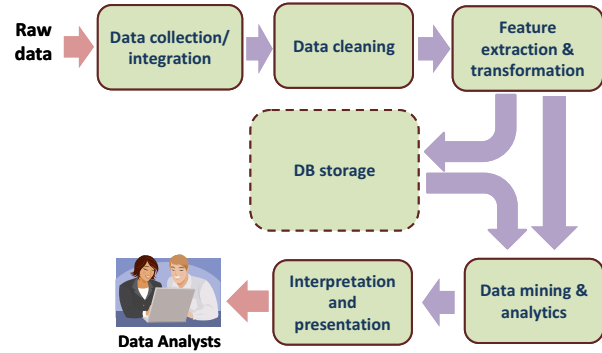 Raw
data
Data collection/
integration
Data cleaning
Feature
extraction &
transformation
DB storage
Data mining &
analytics
Interpretation
and
presentation
Data Analysts